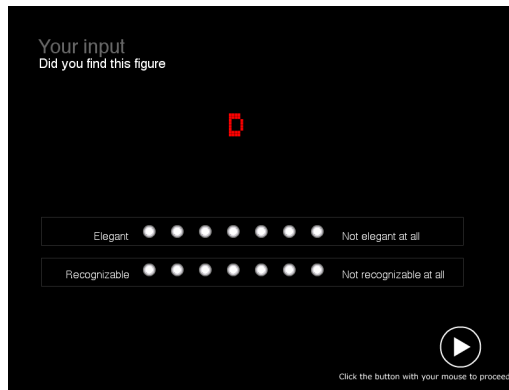 Your input
Did you find this figure
D
Elegant Not elegant at all
Recognizable Not recognizable at all
Click the button with your mouse to proceed